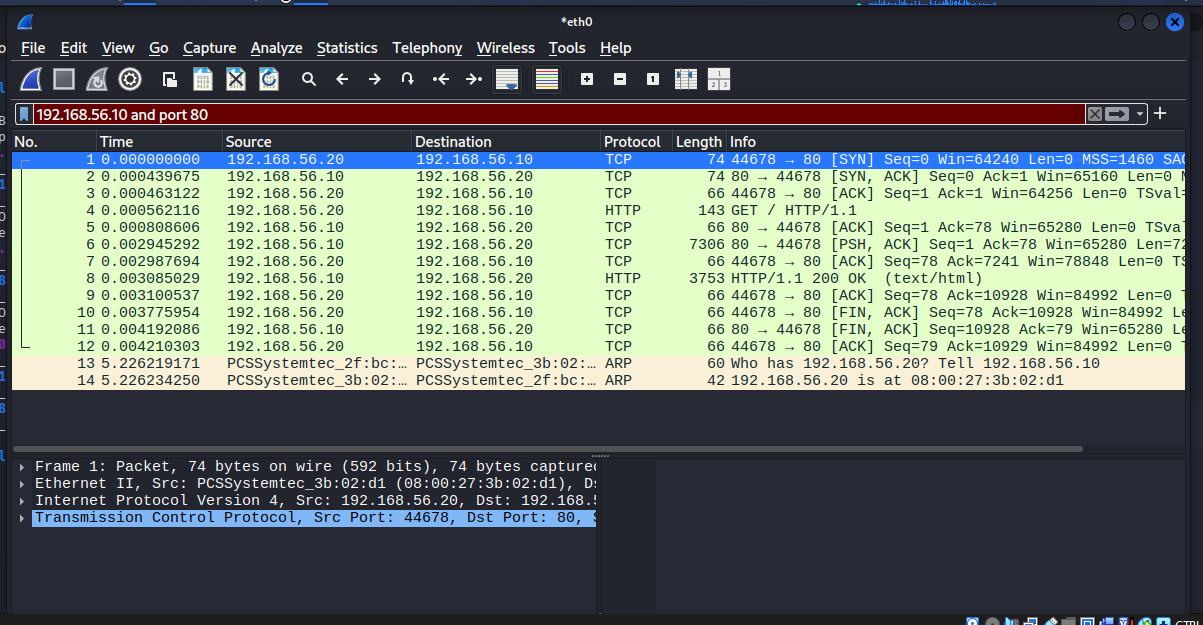 *eth0
File Edit View Go Capture Analyze Statistics Telephony Wireless Tools Help
192.168.56.10 and port 80
No. Time Source Destination Protocol Length Info
1 0.000000000 192.168.56.20 192.168.56.10 TCP 74 44678 → 80 [SYN] Seq=0 Win=64240 Len=0 MSS=1460 SAC
2 0.000439675 192.168.56.10 192.168.56.20 TCP 74 80 → 44678 [SYN, ACK] Seq=0 Ack=1 Win=65160 Len=0 M
3 0.000463122 192.168.56.20 192.168.56.10 TCP 66 44678 → 80 [ACK] Seq=1 Ack=1 Win=64256 Len=0 TSval=
4 0.000562116 192.168.56.20 192.168.56.10 HTTP 143 GET / HTTP/1.1
5 0.000808606 192.168.56.10 192.168.56.20 TCP 66 80 → 44678 [ACK] Seq=1 Ack=78 Win=65280 Len=0 TSval
6 0.002945292 192.168.56.10 192.168.56.20 TCP 7306 80 → 44678 [PSH, ACK] Seq=1 Ack=78 Win=65280 Len=72
7 0.002987694 192.168.56.20 192.168.56.10 TCP 66 44678 → 80 [ACK] Seq=78 Ack=7241 Win=78848 Len=0 TS
8 0.003085029 192.168.56.10 192.168.56.20 HTTP 3753 HTTP/1.1 200 OK (text/html)
9 0.003100537 192.168.56.20 192.168.56.10 TCP 66 44678 → 80 [ACK] Seq=78 Ack=10928 Win=84992 Len=0 T
10 0.003775954 192.168.56.20 192.168.56.10 TCP 66 44678 → 80 [FIN, ACK] Seq=78 Ack=10928 Win=84992 Le
11 0.004192086 192.168.56.10 192.168.56.20 TCP 66 80 → 44678 [FIN, ACK] Seq=10928 Ack=79 Win=65280 L
12 0.004210303 192.168.56.20 192.168.56.10 TCP 66 44678 → 80 [ACK] Seq=79 Ack=10929 Win=84992 Len=0 T
13 5.226219171 PCSSystemtec_2f:bc:… PCSSystemtec_3b:02:… ARP 60 Who has 192.168.56.20? Tell 192.168.56.10
14 5.226234250 PCSSystemtec_3b:02:… PCSSystemtec_2f:bc:… ARP 42 192.168.56.20 is at 08:00:27:3b:02:d1
Frame 1: Packet, 74 bytes on wire (592 bits), 74 bytes captured
Ethernet II, Src: PCSSystemtec_3b:02:d1 (08:00:27:3b:02:d1), Ds
Internet Protocol Version 4, Src: 192.168.56.20, Dst: 192.168.5
Transmission Control Protocol, Src Port: 44678, Dst Port: 80, S